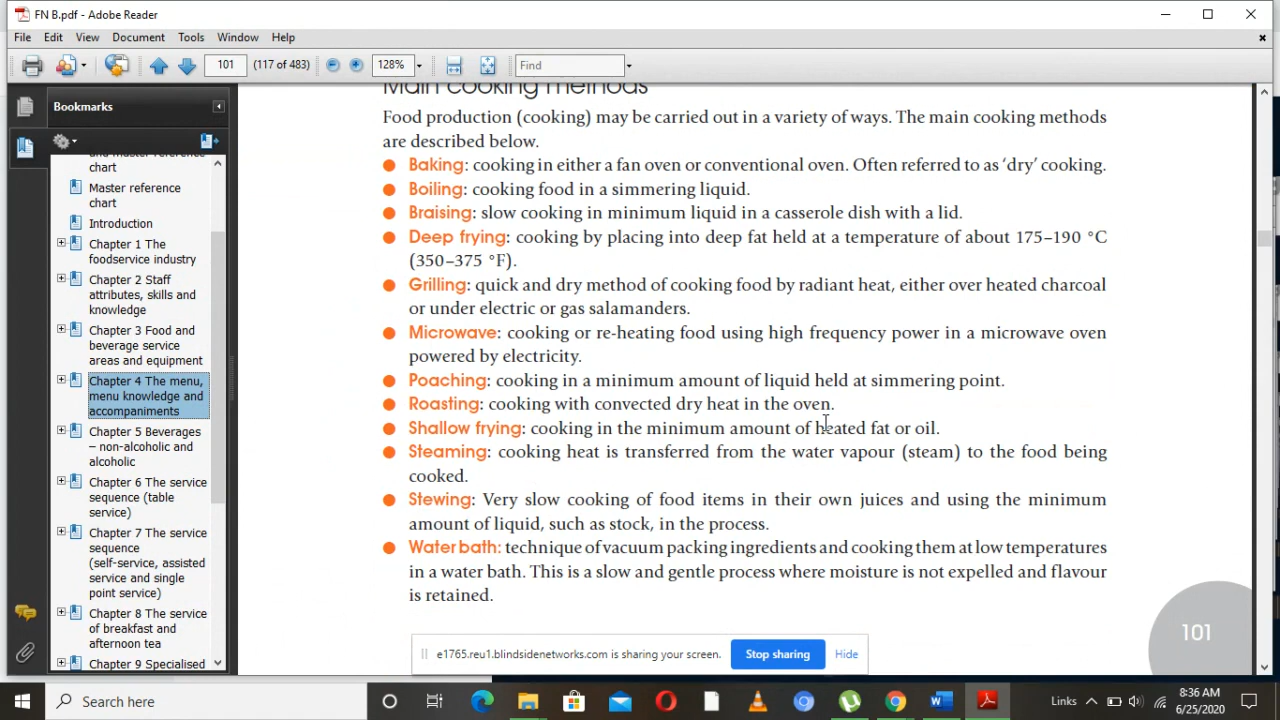 FN B.pdf - Adobe Reader
File Edit View Document Tools Window Help
101 (117 of 483) 128% Find
Bookmarks
and master reference
chart
Master reference
chart
Introduction
Chapter 1 The
foodservice industry
Chapter 2 Staff
attributes, skills and
knowledge
Chapter 3 Food and
beverage service
areas and equipment
Chapter 4 The menu,
menu knowledge and
accompaniments
Chapter 5 Beverages
– non-alcoholic and
alcoholic
Chapter 6 The service
sequence (table
service)
Chapter 7 The service
sequence
(self-service, assisted
service and single
point service)
Chapter 8 The service
of breakfast and
afternoon tea
Chapter 9 Specialised
Main cooking methods
Food production (cooking) may be carried out in a variety of ways. The main cooking methods
are described below.
● Baking: cooking in either a fan oven or conventional oven. Often referred to as ‘dry’ cooking.
● Boiling: cooking food in a simmering liquid.
● Braising: slow cooking in minimum liquid in a casserole dish with a lid.
● Deep frying: cooking by placing into deep fat held at a temperature of about 175–190 °C
(350–375 °F).
● Grilling: quick and dry method of cooking food by radiant heat, either over heated charcoal
or under electric or gas salamanders.
● Microwave: cooking or re-heating food using high frequency power in a microwave oven
powered by electricity.
● Poaching: cooking in a minimum amount of liquid held at simmering point.
● Roasting: cooking with convected dry heat in the oven.
● Shallow frying: cooking in the minimum amount of heated fat or oil.
● Steaming: cooking heat is transferred from the water vapour (steam) to the food being
cooked.
● Stewing: Very slow cooking of food items in their own juices and using the minimum
amount of liquid, such as stock, in the process.
● Water bath: technique of vacuum packing ingredients and cooking them at low temperatures
in a water bath. This is a slow and gentle process where moisture is not expelled and flavour
is retained.
101
e1765.reu1.blindsidenetworks.com is sharing your screen. Stop sharing Hide
Search here
Links
8:36 AM
6/25/2020